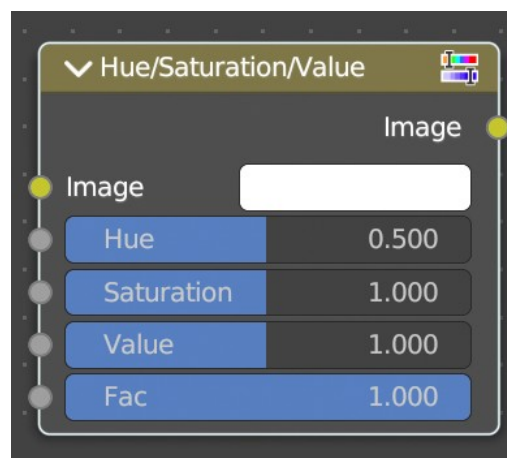 Hue/Saturation/Value
Image
Image
Hue 0.500
Saturation 1.000
Value 1.000
Fac 1.000